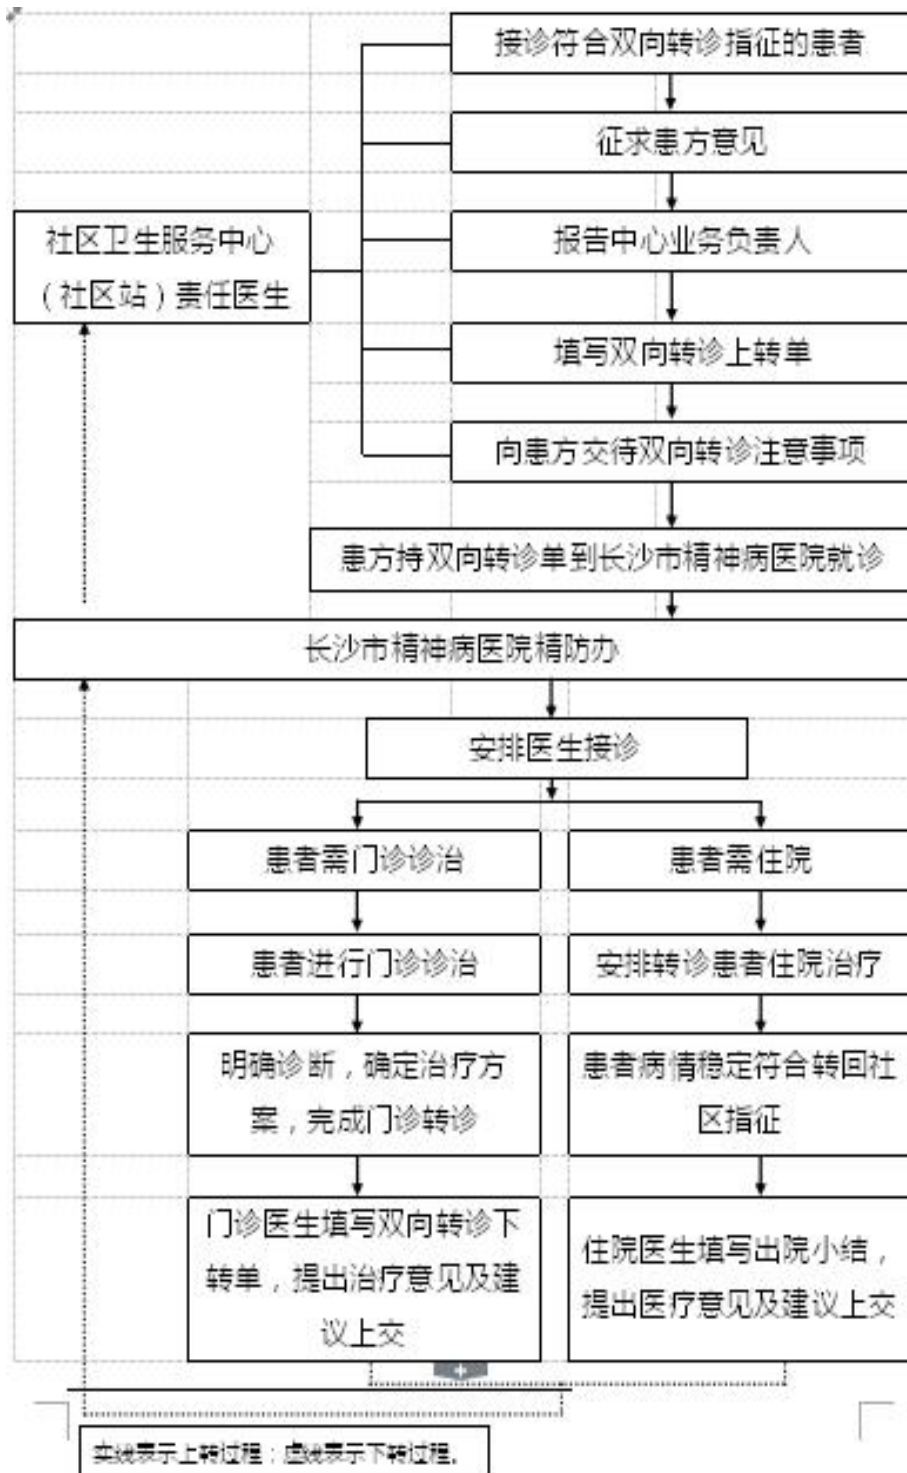 接诊符合双向转诊指征的患者
征求患方意见
社区卫生服务中心
（社区站）责任医生
报告中心业务负责人
填写双向转诊上转单
向患方交待双向转诊注意事项
患方持双向转诊单到长沙市精神病医院就诊
长沙市精神病医院精防办
安排医生接诊
患者需门诊诊治
患者需住院
患者进行门诊诊治
安排转诊患者住院治疗
明确诊断，确定治疗方
案，完成门诊转诊
患者病情稳定符合转回社
区指征
门诊医生填写双向转诊下
转单，提出治疗意见及建
议上交
住院医生填写出院小结，
提出医疗意见及建议上交
实线表示上转过程；虚线表示下转过程。